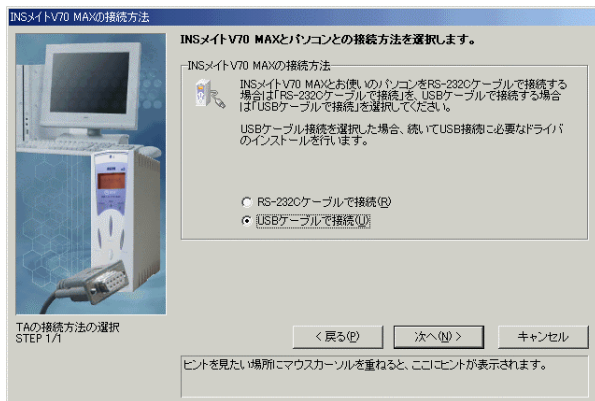 INSメイトV70 MAXの接続方法
INSメイトV70 MAXとパソコンとの接続方法を選択します。
INSメイトV70 MAXの接続方法
INSメイトV70 MAXとお使いのパソコンをRS-232Cケーブルで接続する
場合は「RS-232Cケーブルで接続」を、USBケーブルで接続する場合
は「USBケーブルで接続」を選択してください。
USBケーブル接続を選択した場合、続いてUSB接続に必要なドライバ
のインストールを行います。
RS-232Cケーブルで接続(R)
USBケーブルで接続(U)
TAの接続方法の選択
STEP 1/1
< 戻る(P)
次へ(N) >
キャンセル
ヒントを見たい場所にマウスカーソルを重ねると、ここにヒントが表示されます。